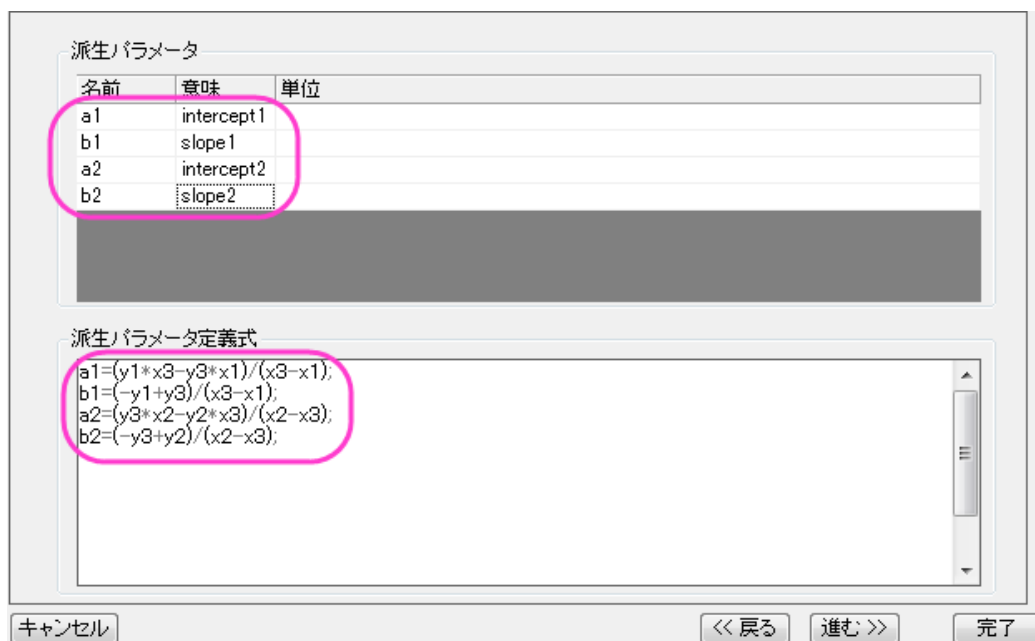 派生パラメータ
名前 意味 単位
a1 intercept1
b1 slope1
a2 intercept2
b2 slope2
派生パラメータ定義式
a1=(y1*x3-y3*x1)/(x3-x1);
b1=(-y1+y3)/(x3-x1);
a2=(y3*x2-y2*x3)/(x2-x3);
b2=(-y3+y2)/(x2-x3);
キャンセル << 戻る 進む >> 完了